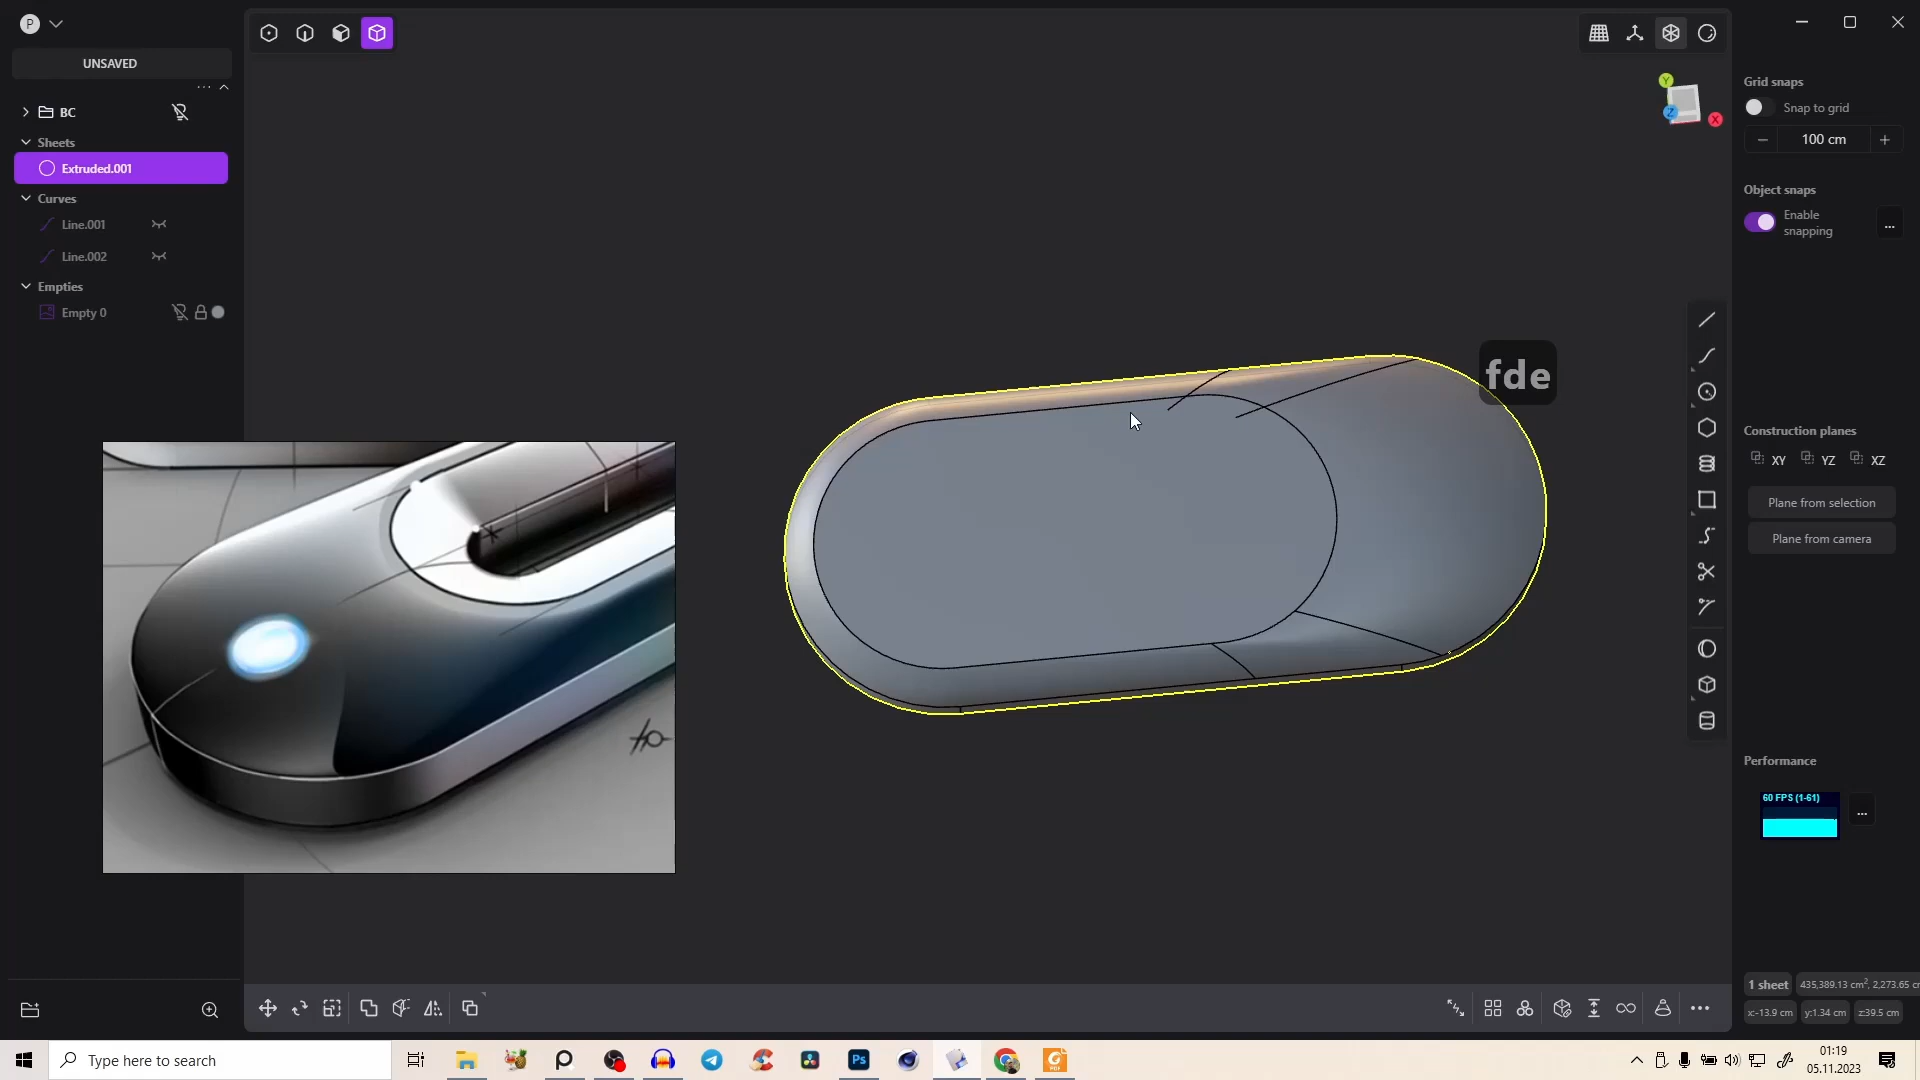 P
UNSAVED
BC
Sheets
Extruded.001
Curves
Line.001
Line.002
Empties
Empty 0
Y
Z
X
fde
Grid snaps
Snap to grid
100 cm
Object snaps
Enable
snapping
...
Construction planes
XY
YZ
XZ
Plane from selection
Plane from camera
Performance
60 FPS (1-61)
...
1 sheet
435,389.13 cm², 2,273.65 cm
x:-13.9 cm
y:1.34 cm
z:39.5 cm
Type here to search
Ps
PDF
01:19
05.11.2023